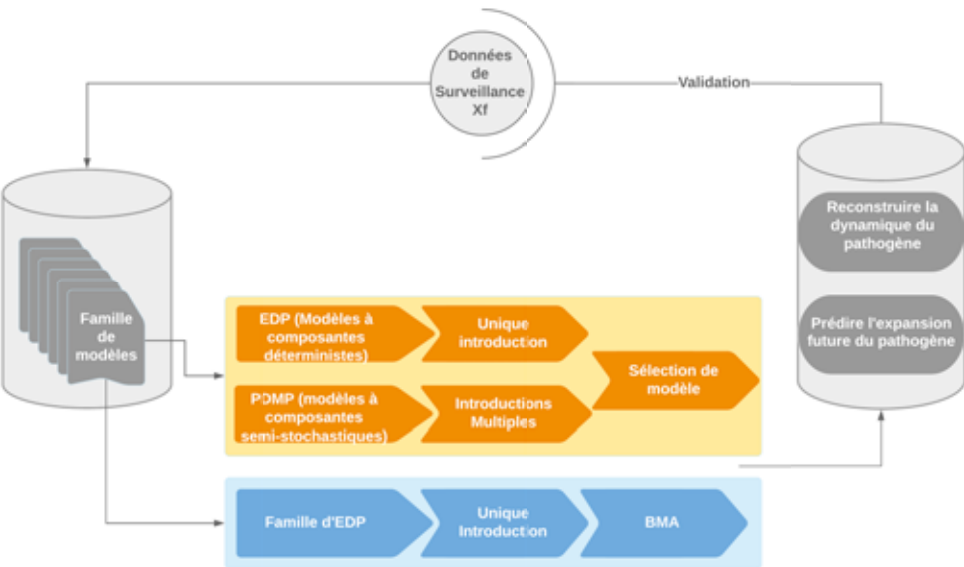 Données
de
Surveillance
Xf
Validation
Reconstruire la
dynamique du
pathogène
Prédire l'expansion
future du pathogène
Famille
de
modèles
EDP (Modèles à
composantes
déterministes)
Unique
introduction
PDMP (modèles à
composantes
semi-stochastiques)
Introductions
Multiples
Sélection de
modèle
Famille d'EDP
Unique
Introduction
BMA